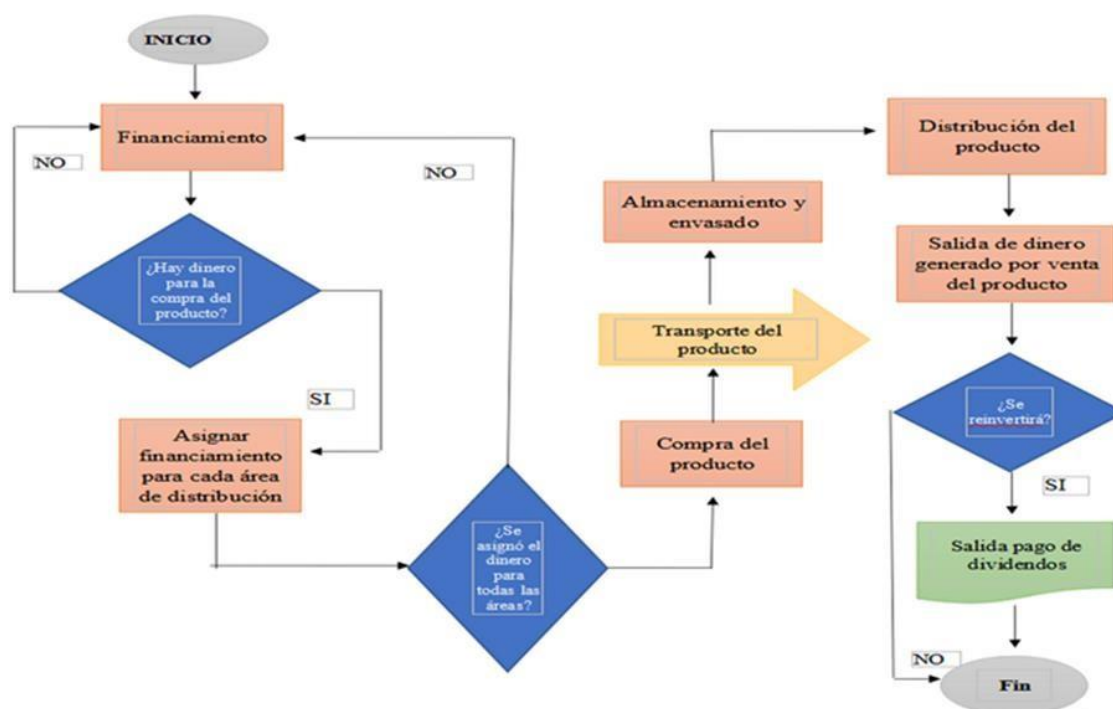 INICIO
Financiamiento
NO
¿Hay dinero
para la
compra del
producto?
SI
Asignar
financiamiento
para cada área
de distribución
¿Se
asignó el
dinero
para
todas las
áreas?
NO
Compra del
producto
Transporte del
producto
Almacenamiento y
envasado
Distribución del
producto
Salida de dinero
generado por venta
del producto
¿Se
reinvertirá?
SI
Salida pago de
dividendos
NO
Fin